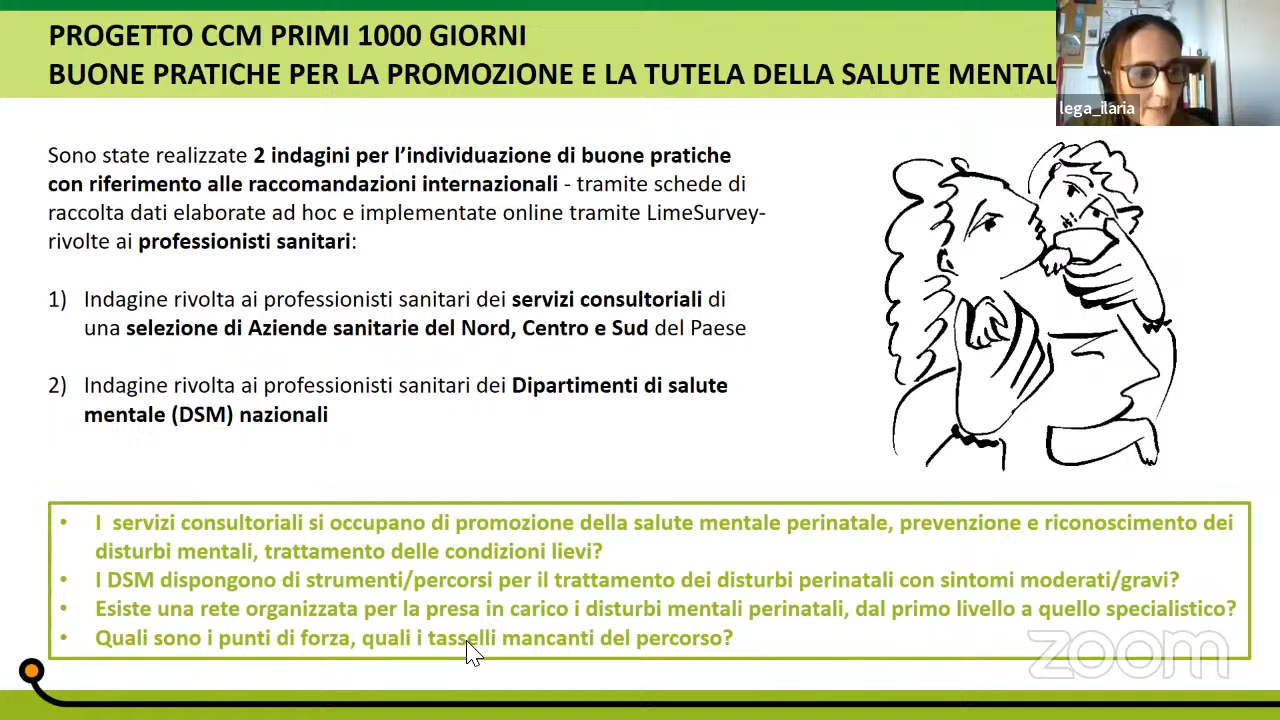 PROGETTO CCM PRIMI 1000 GIORNI
BUONE PRATICHE PER LA PROMOZIONE E LA TUTELA DELLA SALUTE MENTAL
lega_ilaria
Sono state realizzate 2 indagini per l’individuazione di buone pratiche
con riferimento alle raccomandazioni internazionali - tramite schede di
raccolta dati elaborate ad hoc e implementate online tramite LimeSurvey-
rivolte ai professionisti sanitari:
1) Indagine rivolta ai professionisti sanitari dei servizi consultoriali di
una selezione di Aziende sanitarie del Nord, Centro e Sud del Paese
2) Indagine rivolta ai professionisti sanitari dei Dipartimenti di salute
mentale (DSM) nazionali
• I servizi consultoriali si occupano di promozione della salute mentale perinatale, prevenzione e riconoscimento dei
disturbi mentali, trattamento delle condizioni lievi?
• I DSM dispongono di strumenti/percorsi per il trattamento dei disturbi perinatali con sintomi moderati/gravi?
• Esiste una rete organizzata per la presa in carico i disturbi mentali perinatali, dal primo livello a quello specialistico?
• Quali sono i punti di forza, quali i tasselli mancanti del percorso?
zoom